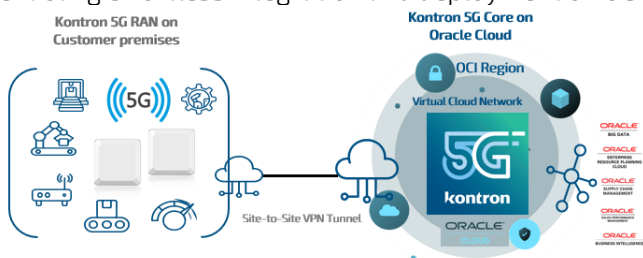 Kontron 5G RAN on
Customer premises
Kontron 5G Core on
Oracle Cloud
OCI Region
Virtual Cloud Network
((5G))
5G
kontron
ORACLE
CLOUD
Site-to-Site VPN Tunnel
ORACLE
BIG DATA
ORACLE
ENTERPRISE
RESOURCE PLANNING
CLOUD
ORACLE
SUPPLY CHAIN
MANAGEMENT
ORACLE
SALES PERFORMANCE
MANAGEMENT
ORACLE
BUSINESS INTELLIGENCE